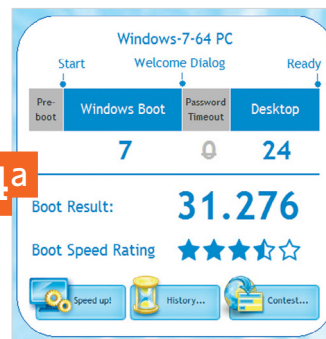 Windows-7-64 PC
Start Welcome Dialog Ready
Pre-boot Windows Boot Password Timeout Desktop
7 0 24
4a
Boot Result: 31.276
Boot Speed Rating
Speed up! History... Contest...